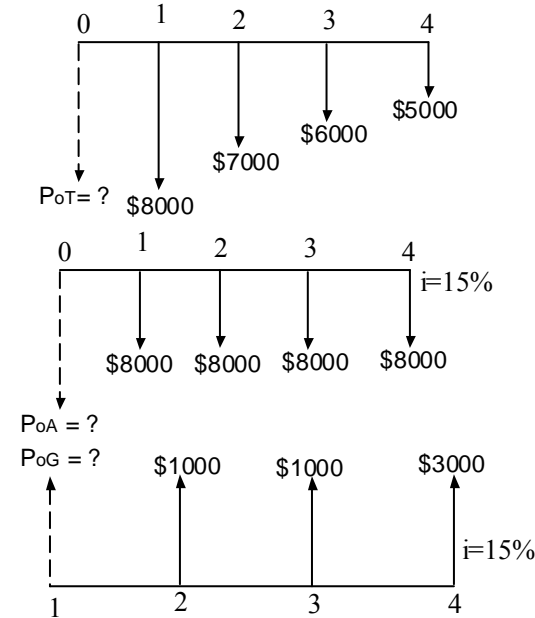 0 1 2 3 4
$5000
$6000
$7000
PoT= ? $8000
0 1 2 3 4
i=15%
$8000 $8000 $8000 $8000
PoA = ?
PoG = ? $1000 $1000 $3000
i=15%
1 2 3 4